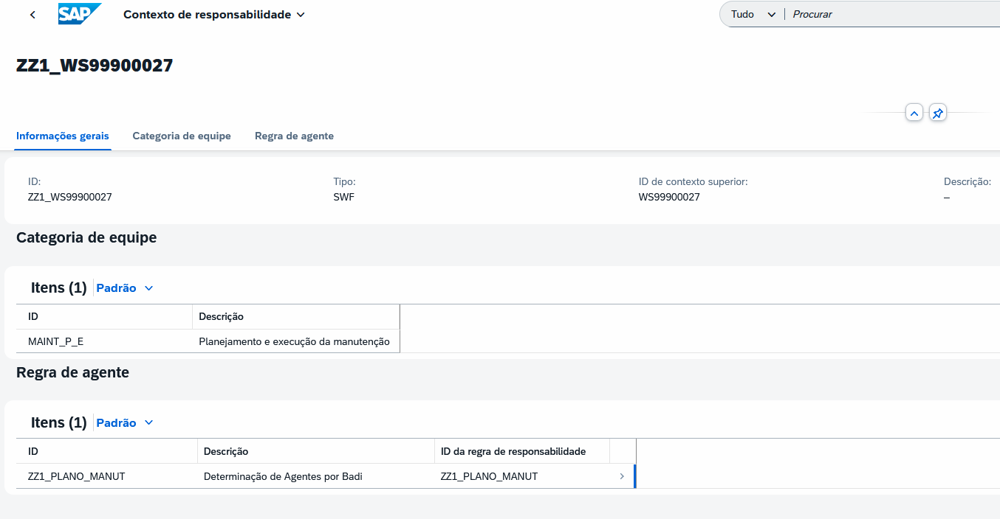 SAP Contexto de responsabilidade Tudo Procurar
ZZ1_WS99900027
Informações gerais Categoria de equipe Regra de agente
ID: Tipo: ID de contexto superior: Descrição:
ZZ1_WS99900027 SWF WS99900027 –
Categoria de equipe
Itens (1) Padrão
ID Descrição
MAINT_P_E Planejamento e execução da manutenção
Regra de agente
Itens (1) Padrão
ID Descrição ID da regra de responsabilidade
ZZ1_PLANO_MANUT Determinação de Agentes por Badi ZZ1_PLANO_MANUT